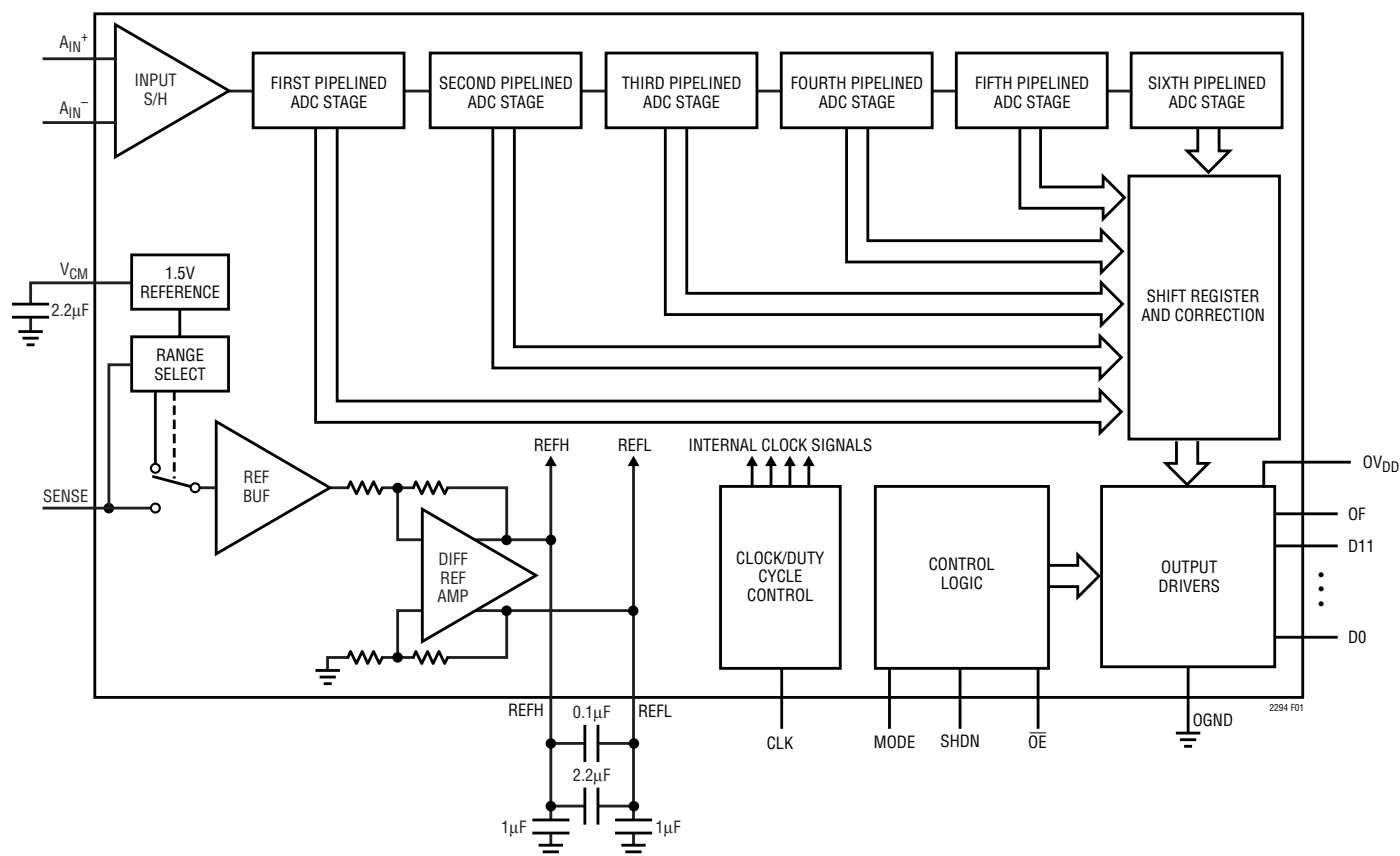 AIN+
AIN−
INPUT
S/H
FIRST PIPELINED
ADC STAGE
SECOND PIPELINED
ADC STAGE
THIRD PIPELINED
ADC STAGE
FOURTH PIPELINED
ADC STAGE
FIFTH PIPELINED
ADC STAGE
SIXTH PIPELINED
ADC STAGE
SHIFT REGISTER
AND CORRECTION
VCM
2.2µF
1.5V
REFERENCE
RANGE
SELECT
SENSE
REF
BUF
DIFF
REF
AMP
REFH
REFL
INTERNAL CLOCK SIGNALS
CLOCK/DUTY
CYCLE
CONTROL
CONTROL
LOGIC
OUTPUT
DRIVERS
OVDD
OF
D11
D0
REFH
0.1µF
REFL
2.2µF
1µF
1µF
CLK
MODE
SHDN
O̅E̅
OGND
2294 F01